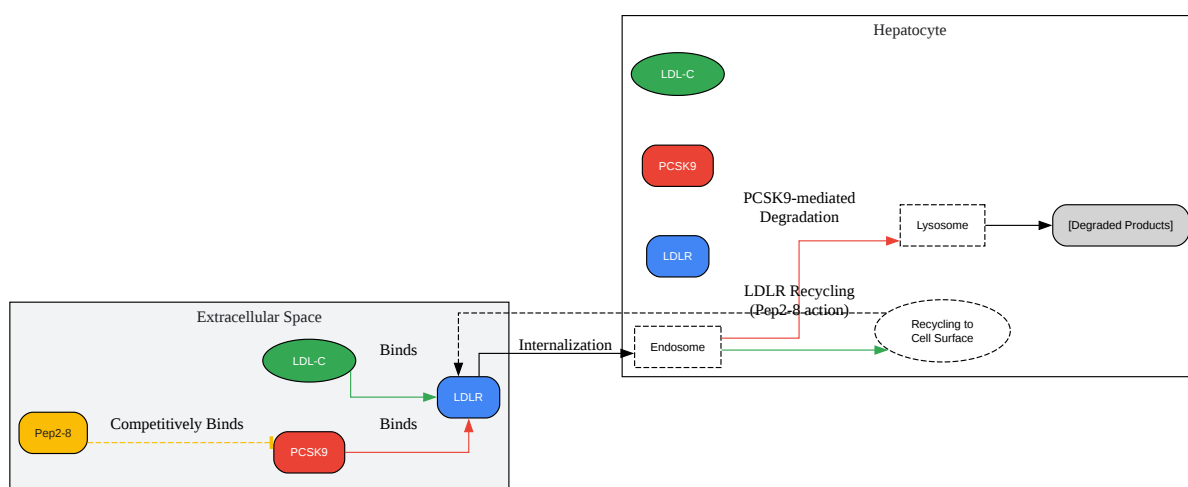 Hepatocyte
LDL-C
PCSK9
PCSK9-mediated
Degradation
Lysosome
[Degraded Products]
LDLR
LDLR Recycling
(Pep2-8 action)
Recycling to
Cell Surface
Extracellular Space
Internalization
Endosome
LDL-C
Binds
LDLR
Pep2-8
Competitively Binds
Binds
PCSK9